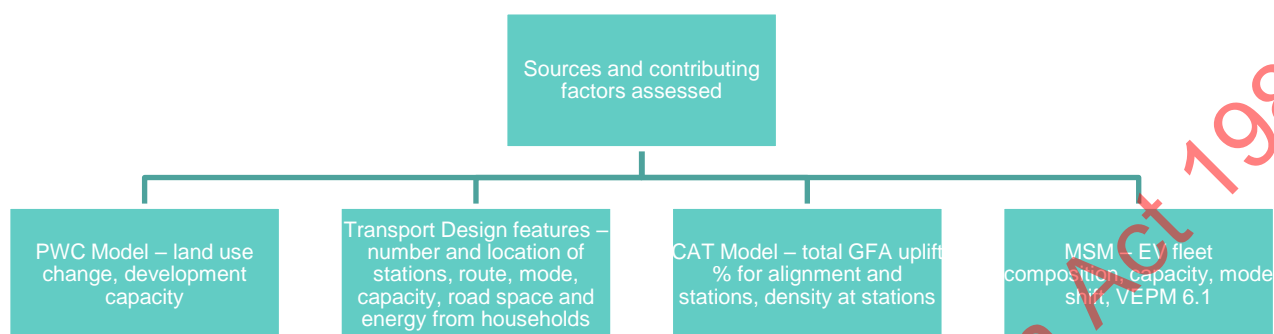 Sources and contributing
factors assessed
PWC Model – land use
change, development
capacity
Transport Design features –
number and location of
stations, route, mode,
capacity, road space and
energy from households
CAT Model – total GFA uplift
% for alignment and
stations, density at stations
MSM – EV fleet
composition, capacity, mode
shift, VEPM 6.1
Act 198